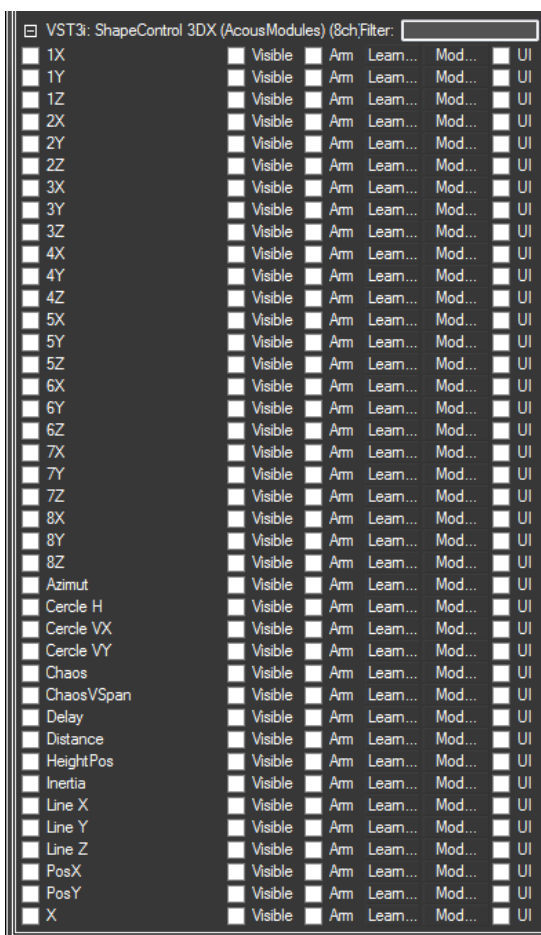 VST3i: ShapeControl 3DX (AcousModules) (8ch) Filter:
1X Visible Arm Learn... Mod... UI
1Y Visible Arm Learn... Mod... UI
1Z Visible Arm Learn... Mod... UI
2X Visible Arm Learn... Mod... UI
2Y Visible Arm Learn... Mod... UI
2Z Visible Arm Learn... Mod... UI
3X Visible Arm Learn... Mod... UI
3Y Visible Arm Learn... Mod... UI
3Z Visible Arm Learn... Mod... UI
4X Visible Arm Learn... Mod... UI
4Y Visible Arm Learn... Mod... UI
4Z Visible Arm Learn... Mod... UI
5X Visible Arm Learn... Mod... UI
5Y Visible Arm Learn... Mod... UI
5Z Visible Arm Learn... Mod... UI
6X Visible Arm Learn... Mod... UI
6Y Visible Arm Learn... Mod... UI
6Z Visible Arm Learn... Mod... UI
7X Visible Arm Learn... Mod... UI
7Y Visible Arm Learn... Mod... UI
7Z Visible Arm Learn... Mod... UI
8X Visible Arm Learn... Mod... UI
8Y Visible Arm Learn... Mod... UI
8Z Visible Arm Learn... Mod... UI
Azimut Visible Arm Learn... Mod... UI
Cercle H Visible Arm Learn... Mod... UI
Cercle VX Visible Arm Learn... Mod... UI
Cercle VY Visible Arm Learn... Mod... UI
Chaos Visible Arm Learn... Mod... UI
ChaosVSpan Visible Arm Learn... Mod... UI
Delay Visible Arm Learn... Mod... UI
Distance Visible Arm Learn... Mod... UI
HeightPos Visible Arm Learn... Mod... UI
Inertia Visible Arm Learn... Mod... UI
Line X Visible Arm Learn... Mod... UI
Line Y Visible Arm Learn... Mod... UI
Line Z Visible Arm Learn... Mod... UI
PosX Visible Arm Learn... Mod... UI
PosY Visible Arm Learn... Mod... UI
X Visible Arm Learn... Mod... UI